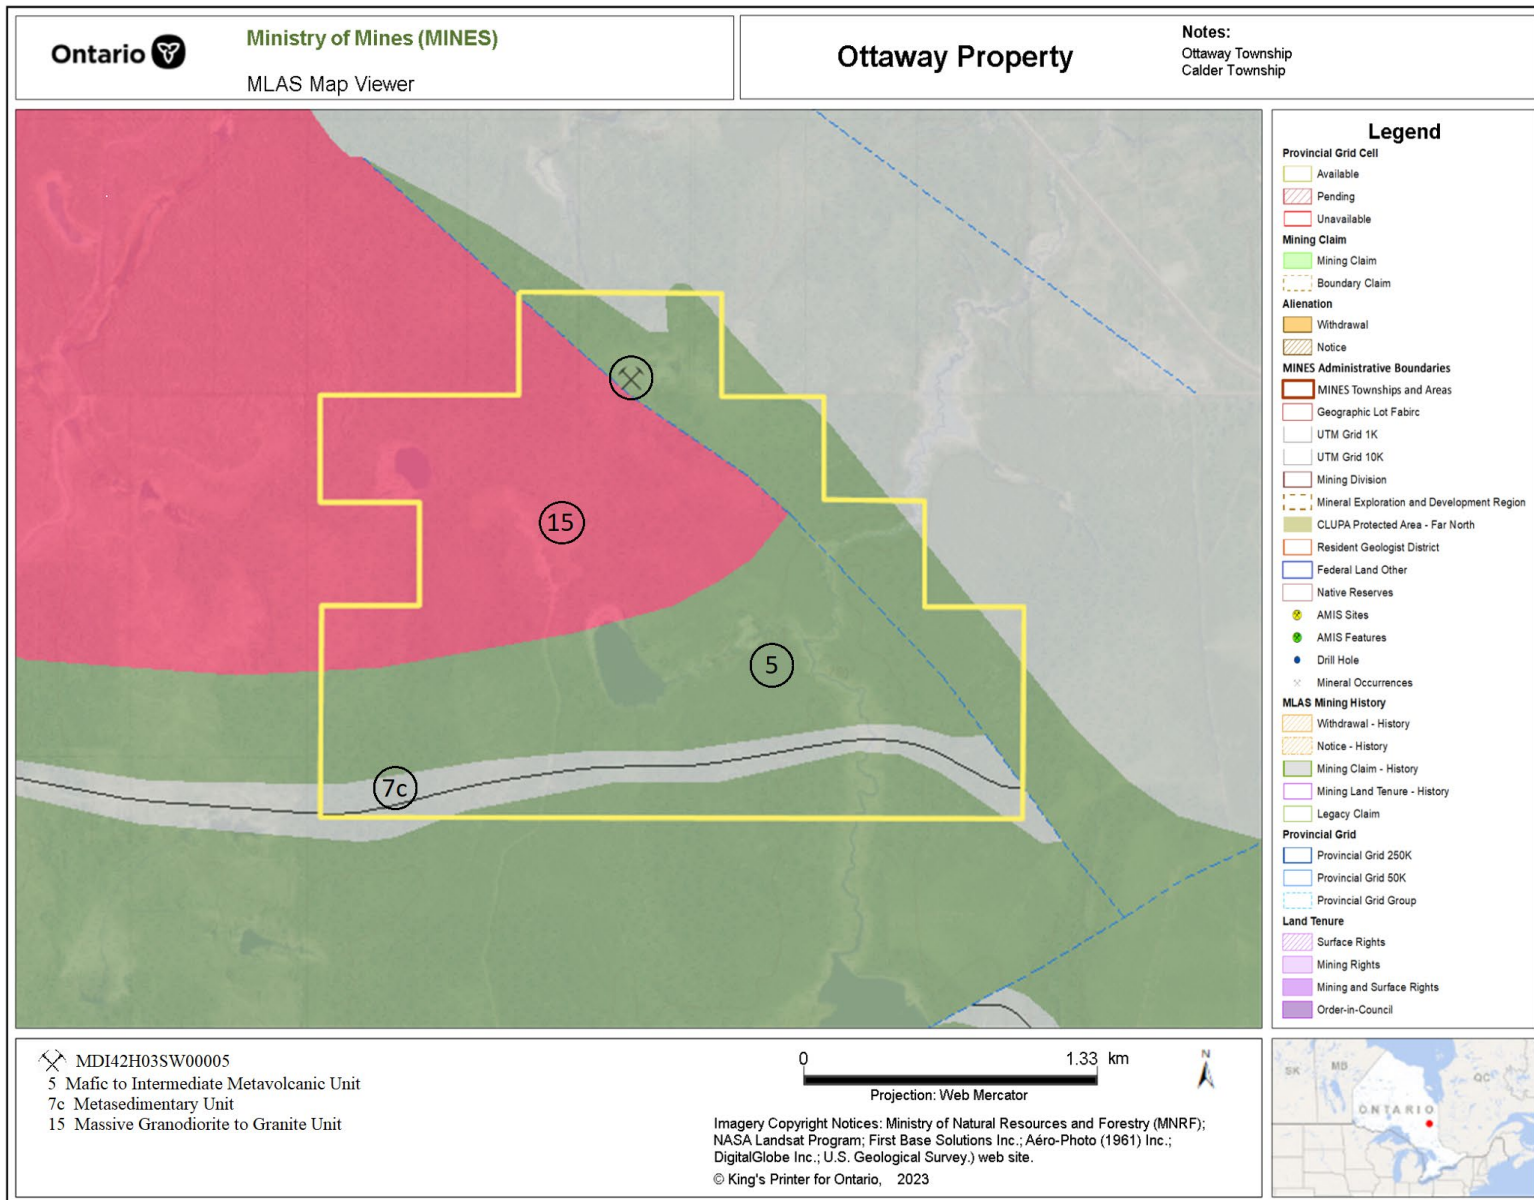 Ontario
Ministry of Mines (MINES)
MLAS Map Viewer
Ottaway Property
Notes:
Ottaway Township
Calder Township
15
5
7c
Legend
Provincial Grid Cell
Available
Pending
Unavailable
Mining Claim
Mining Claim
Boundary Claim
Alienation
Withdrawal
Notice
MINES Administrative Boundaries
MINES Townships and Areas
Geographic Lot Fabirc
UTM Grid 1K
UTM Grid 10K
Mining Division
Mineral Exploration and Development Region
CLUPA Protected Area - Far North
Resident Geologist District
Federal Land Other
Native Reserves
AMIS Sites
AMIS Features
Drill Hole
Mineral Occurrences
MLAS Mining History
Withdrawal - History
Notice - History
Mining Claim - History
Mining Land Tenure - History
Legacy Claim
Provincial Grid
Provincial Grid 250K
Provincial Grid 50K
Provincial Grid Group
Land Tenure
Surface Rights
Mining Rights
Mining and Surface Rights
Order-in-Council
MDI42H03SW00005
5 Mafic to Intermediate Metavolcanic Unit
7c Metasedimentary Unit
15 Massive Granodiorite to Granite Unit
0 1.33 km
Projection: Web Mercator
N
Imagery Copyright Notices: Ministry of Natural Resources and Forestry (MNRF);
NASA Landsat Program; First Base Solutions Inc.; Aéro-Photo (1961) Inc.;
DigitalGlobe Inc.; U.S. Geological Survey.) web site.
© King's Printer for Ontario, 2023
SK
MB
ONTARIO
QC